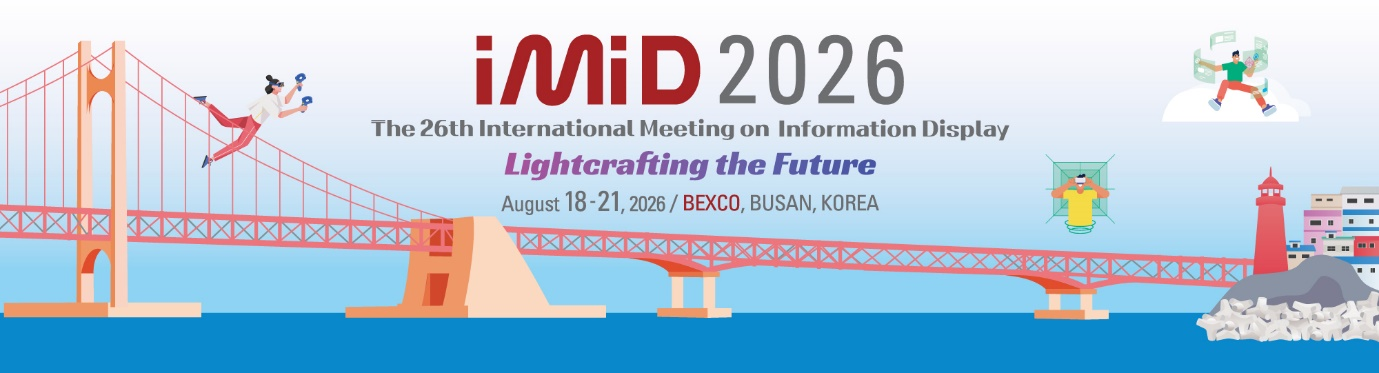 iMiD 2026
The 26th International Meeting on Information Display
Lightcrafting the Future
August 18-21, 2026 / BEXCO, BUSAN, KOREA